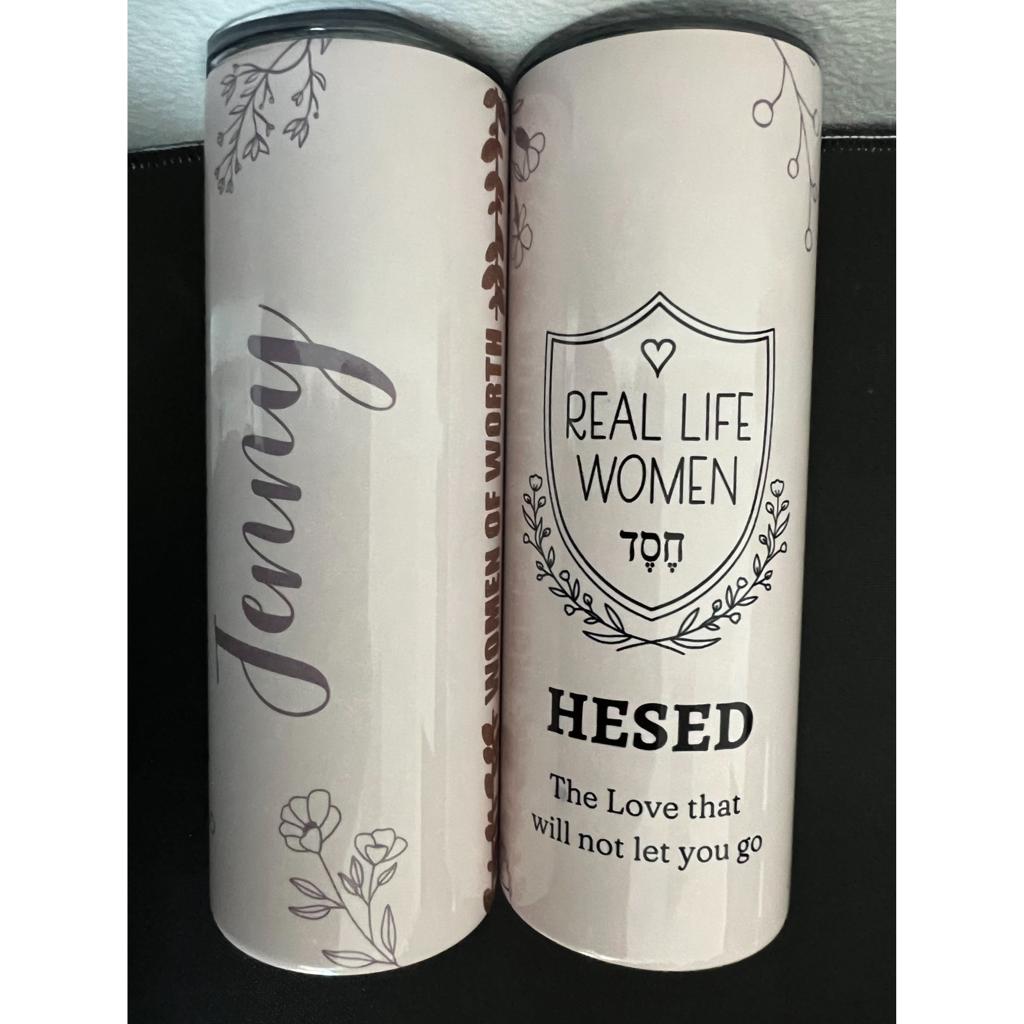 Jenny
WOMEN OF WORTH
REAL LIFE
WOMEN
חֶסֶד
HESED
The Love that
will not let you go